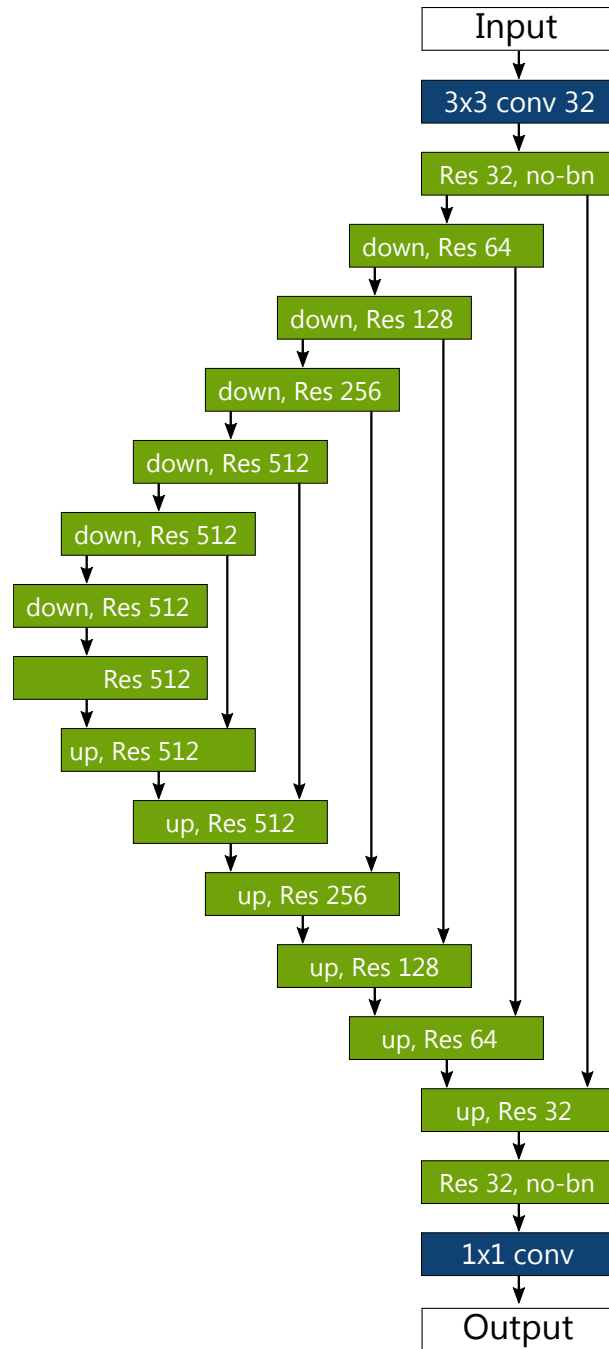 Input
3x3 conv 32
Res 32, no-bn
down, Res 64
down, Res 128
down, Res 256
down, Res 512
down, Res 512
down, Res 512
Res 512
up, Res 512
up, Res 512
up, Res 256
up, Res 128
up, Res 64
up, Res 32
Res 32, no-bn
1x1 conv
Output